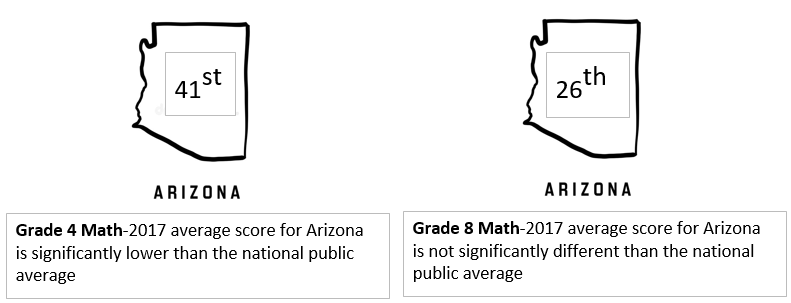 41st
ARIZONA
Grade 4 Math-2017 average score for Arizona
is significantly lower than the national public
average
26th
ARIZONA
Grade 8 Math-2017 average score for Arizona
is not significantly different than the national
public average